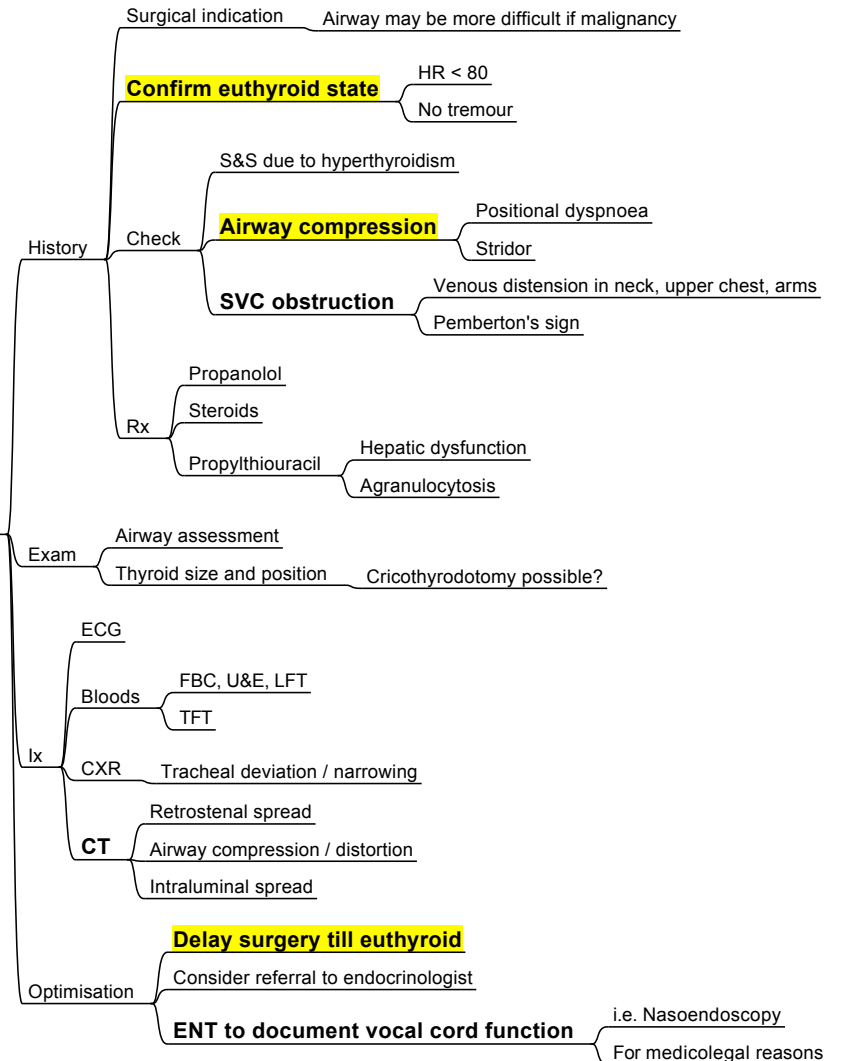 Surgical indication
Airway may be more difficult if malignancy
Confirm euthyroid state
HR < 80
No tremour
History
Check
S&S due to hyperthyroidism
Airway compression
Positional dyspnoea
Stridor
SVC obstruction
Venous distension in neck, upper chest, arms
Pemberton's sign
Rx
Propanolol
Steroids
Propylthiouracil
Hepatic dysfunction
Agranulocytosis
Exam
Airway assessment
Thyroid size and position
Cricothyrodotomy possible?
Ix
ECG
Bloods
FBC, U&E, LFT
TFT
CXR
Tracheal deviation / narrowing
CT
Retrostenal spread
Airway compression / distortion
Intraluminal spread
Optimisation
Delay surgery till euthyroid
Consider referral to endocrinologist
ENT to document vocal cord function
i.e. Nasoendoscopy
For medicolegal reasons